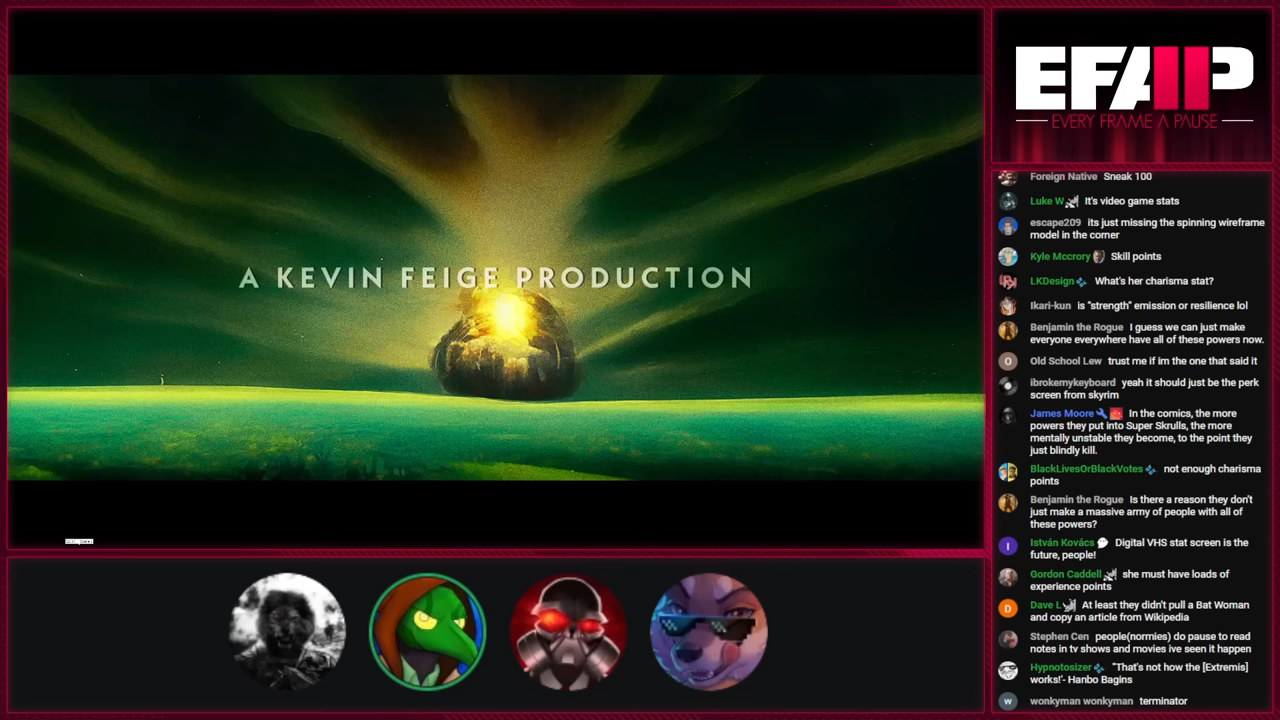 A KEVIN FEIGE PRODUCTION
EFAP
EVERY FRAME A PAUSE
Foreign Native Sneak 100
Luke W It's video game stats
escape209 its just missing the spinning wireframe
model in the corner
Kyle Mccrory Skill points
LKDesign What's her charisma stat?
Ikari-kun is "strength" emission or resilience lol
Benjamin the Rogue I guess we can just make
everyone everywhere have all of these powers now.
O Old School Lew trust me if im the one that said it
ibrokemykeyboard yeah it should just be the perk
screen from skyrim
James Moore In the comics, the more
powers they put into Super Skrulls, the more
mentally unstable they become, to the point they
just blindly kill.
BlackLivesOrBlackVotes not enough charisma
points
Benjamin the Rogue Is there a reason they don't
just make a massive army of people with all of
these powers?
I István Kovács Digital VHS stat screen is the
future, people!
Gordon Caddell she must have loads of
experience points
D Dave L At least they didn't pull a Bat Woman
and copy an article from Wikipedia
Stephen Cen people(normies) do pause to read
notes in tv shows and movies ive seen it happen
Hypnotosizer "That's not how the [Extremis]
works!'- Hanbo Bagins
w wonkyman wonkyman terminator